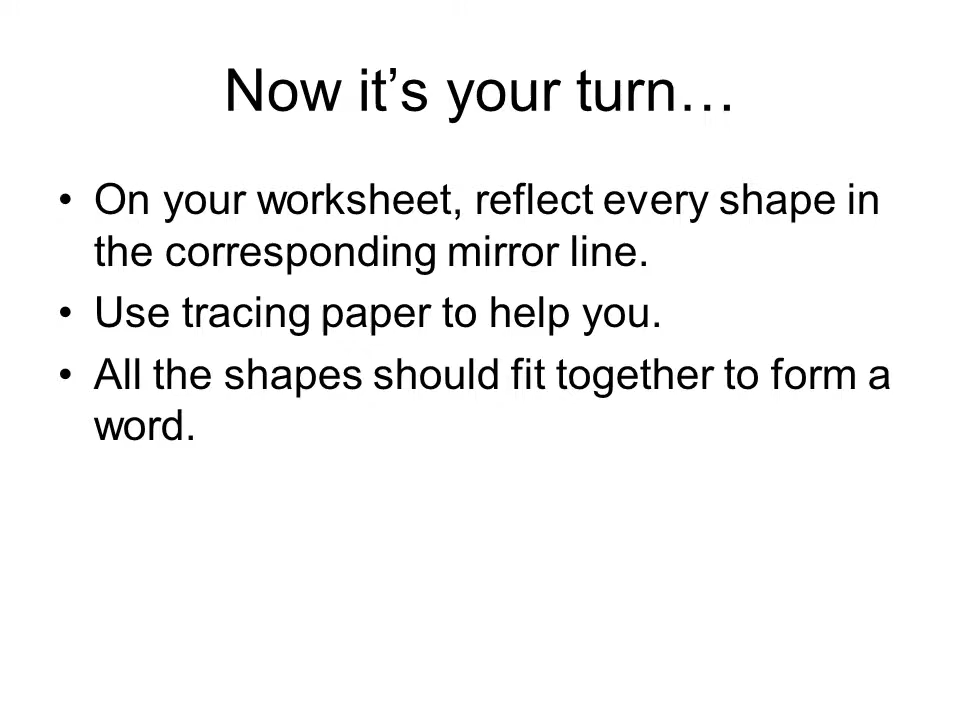 Now it’s your turn…
• On your worksheet, reflect every shape in
the corresponding mirror line.
• Use tracing paper to help you.
• All the shapes should fit together to form a
word.